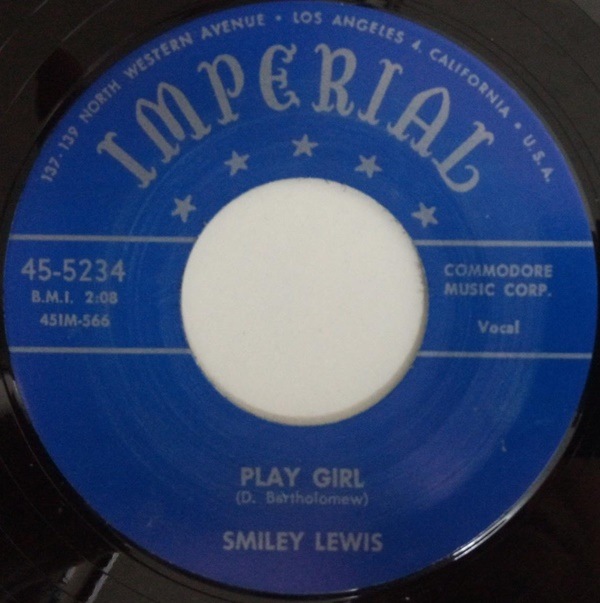 137-139 NORTH WESTERN AVENUE • LOS ANGELES 4, CALIFORNIA • U.S.A.
IMPERIAL
45-5234
B.M.I. 2:08
45IM-566
COMMODORE
MUSIC CORP.
Vocal
PLAY GIRL
(D. Bartholomew)
SMILEY LEWIS